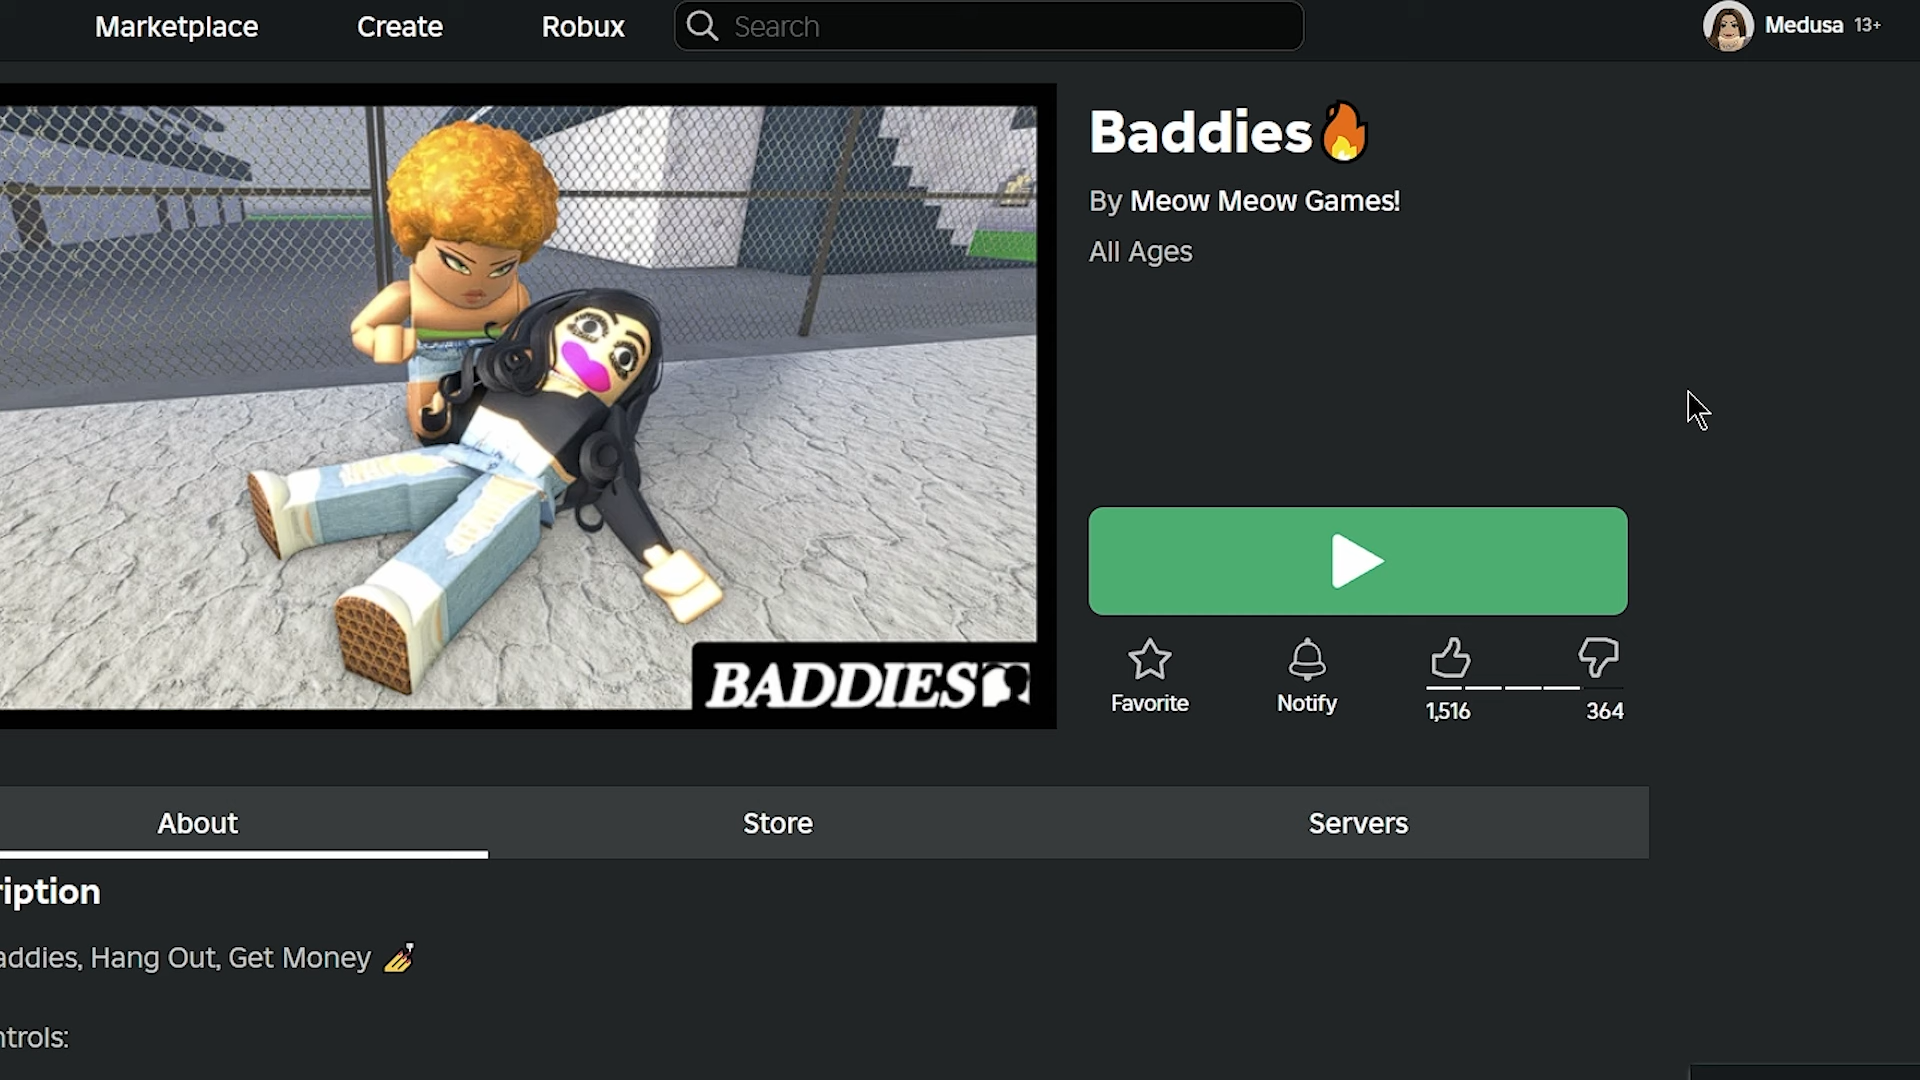 Marketplace
Create
Robux
Search
Medusa 13+
Baddies🔥
By Meow Meow Games!
All Ages
BADDIES
Favorite
Notify
1,516
364
About
Store
Servers
ription
addies, Hang Out, Get Money 💅
ntrols: